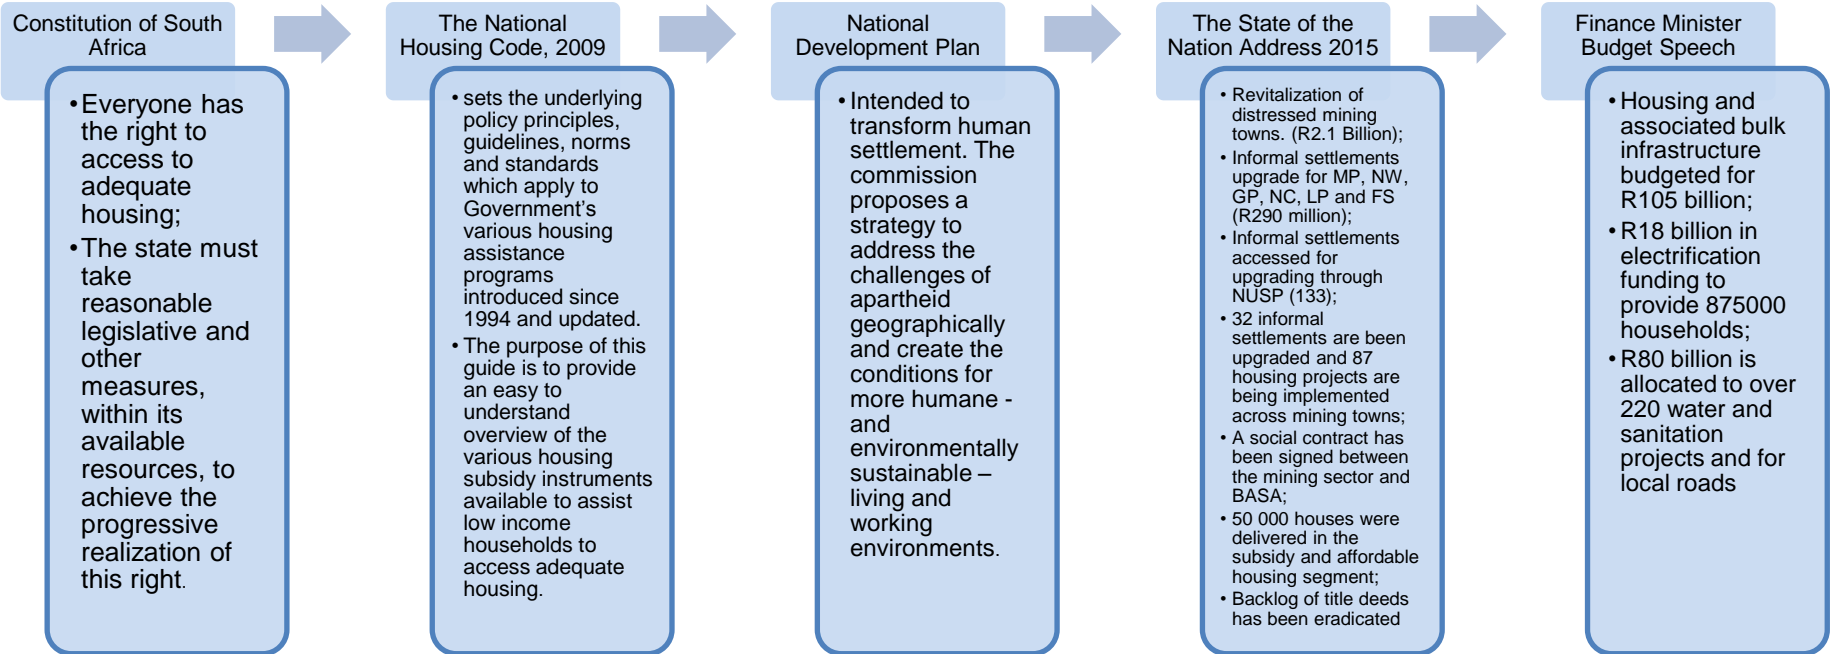 Constitution of South
Africa
•Everyone has
the right to
access to
adequate
housing;
•The state must
take
reasonable
legislative and
other
measures,
within its
available
resources, to
achieve the
progressive
realization of
this right.
The National
Housing Code, 2009
• sets the underlying
policy principles,
guidelines, norms
and standards
which apply to
Government’s
various housing
assistance
programs
introduced since
1994 and updated.
• The purpose of this
guide is to provide
an easy to
understand
overview of the
various housing
subsidy instruments
available to assist
low income
households to
access adequate
housing.
National
Development Plan
• Intended to
transform human
settlement. The
commission
proposes a
strategy to
address the
challenges of
apartheid
geographically
and create the
conditions for
more humane -
and
environmentally
sustainable –
living and
working
environments.
The State of the
Nation Address 2015
• Revitalization of
distressed mining
towns. (R2.1 Billion);
• Informal settlements
upgrade for MP, NW,
GP, NC, LP and FS
(R290 million);
• Informal settlements
accessed for
upgrading through
NUSP (133);
• 32 informal
settlements are been
upgraded and 87
housing projects are
being implemented
across mining towns;
• A social contract has
been signed between
the mining sector and
BASA;
• 50 000 houses were
delivered in the
subsidy and affordable
housing segment;
• Backlog of title deeds
has been eradicated
Finance Minister
Budget Speech
• Housing and
associated bulk
infrastructure
budgeted for
R105 billion;
• R18 billion in
electrification
funding to
provide 875000
households;
• R80 billion is
allocated to over
220 water and
sanitation
projects and for
local roads